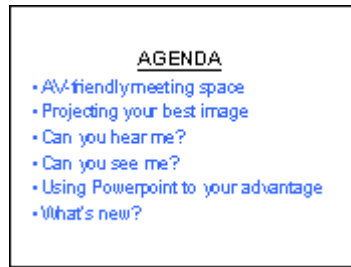 AGENDA
• AV-friendly meeting space
• Projecting your best image
• Can you hear me?
• Can you see me?
• Using Powerpoint to your advantage
• What's new?